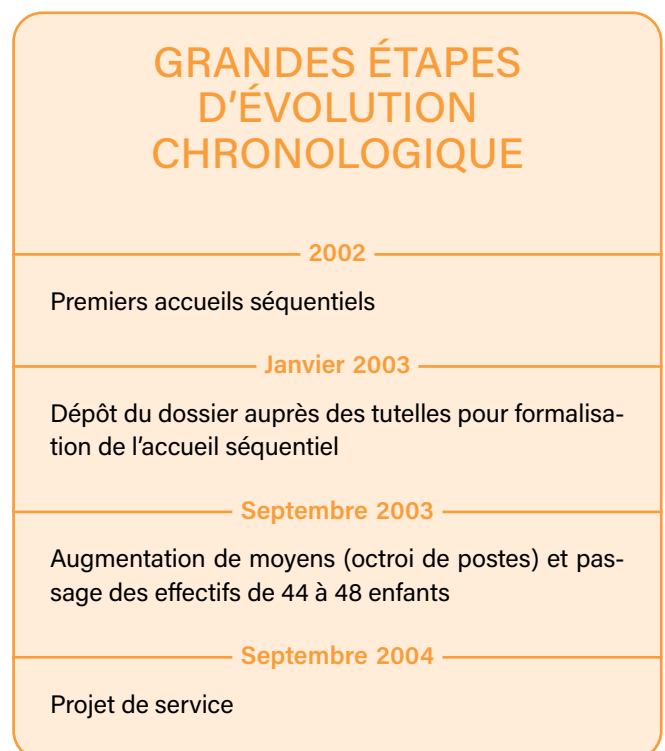 GRANDES ÉTAPES
D'ÉVOLUTION
CHRONOLOGIQUE
2002
Premiers accueils séquentiels
Janvier 2003
Dépôt du dossier auprès des tutelles pour formalisa-
tion de l'accueil séquentiel
Septembre 2003
Augmentation de moyens (octroi de postes) et pas-
sage des effectifs de 44 à 48 enfants
Septembre 2004
Projet de service